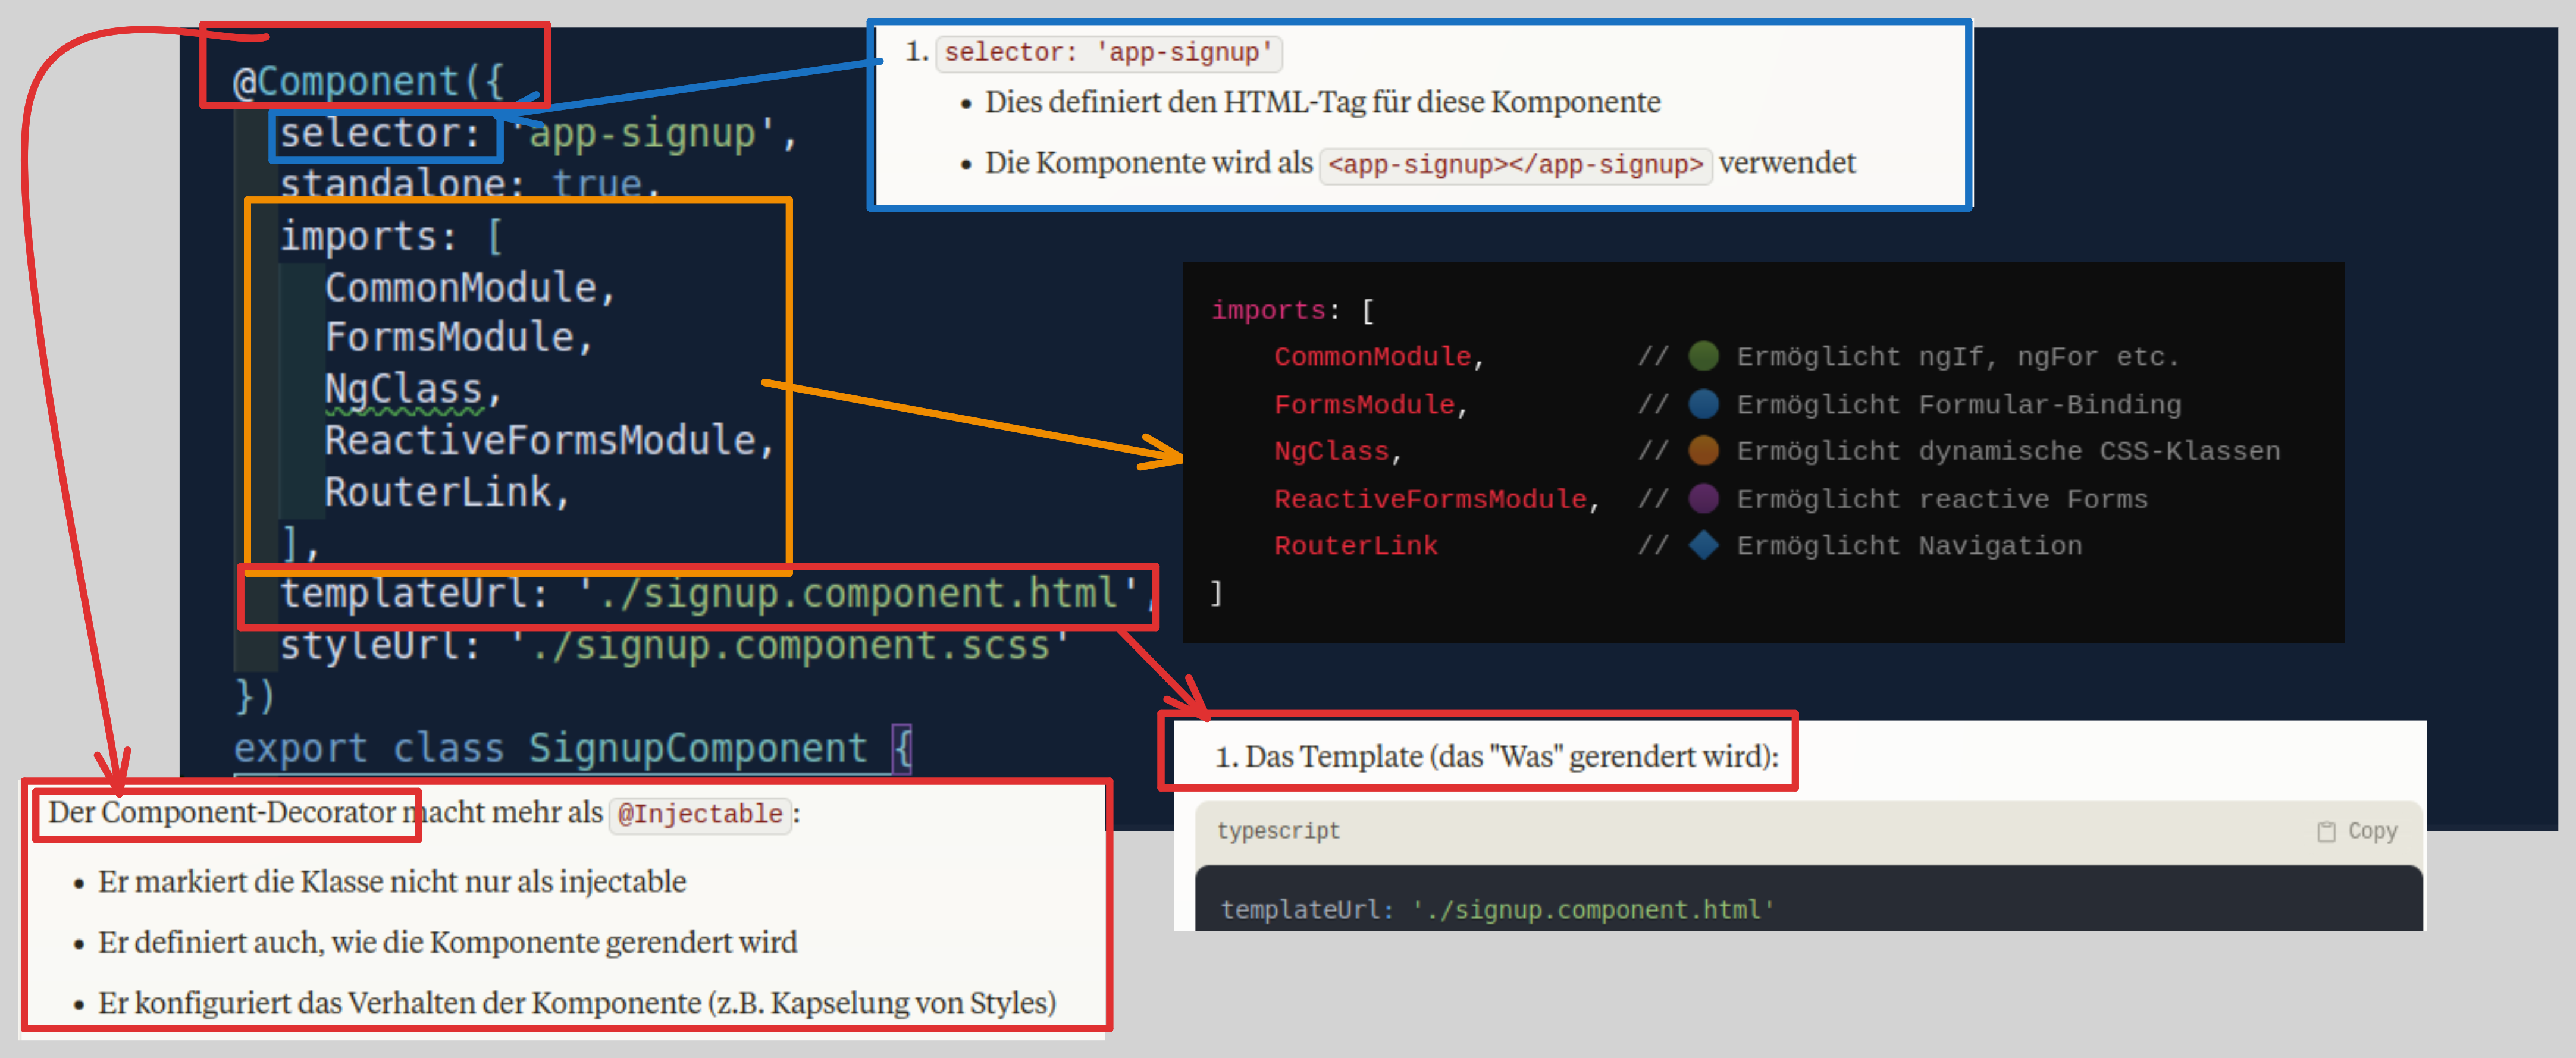 @Component({
selector: 'app-signup',
standalone: true,
imports: [
CommonModule,
FormsModule,
NgClass,
ReactiveFormsModule,
RouterLink,
],
templateUrl: './signup.component.html',
styleUrl: './signup.component.scss'
})
export class SignupComponent {
1. selector: 'app-signup'
• Dies definiert den HTML-Tag für diese Komponente
• Die Komponente wird als <app-signup></app-signup> verwendet
imports: [
CommonModule, // 🟢 Ermöglicht ngIf, ngFor etc.
FormsModule, // 🔵 Ermöglicht Formular-Binding
NgClass, // 🟠 Ermöglicht dynamische CSS-Klassen
ReactiveFormsModule, // 🟣 Ermöglicht reactive Forms
RouterLink // 🔷 Ermöglicht Navigation
]
1. Das Template (das "Was" gerendert wird):
typescript
Copy
templateUrl: './signup.component.html'
Der Component-Decorator macht mehr als @Injectable:
• Er markiert die Klasse nicht nur als injectable
• Er definiert auch, wie die Komponente gerendert wird
• Er konfiguriert das Verhalten der Komponente (z.B. Kapselung von Styles)